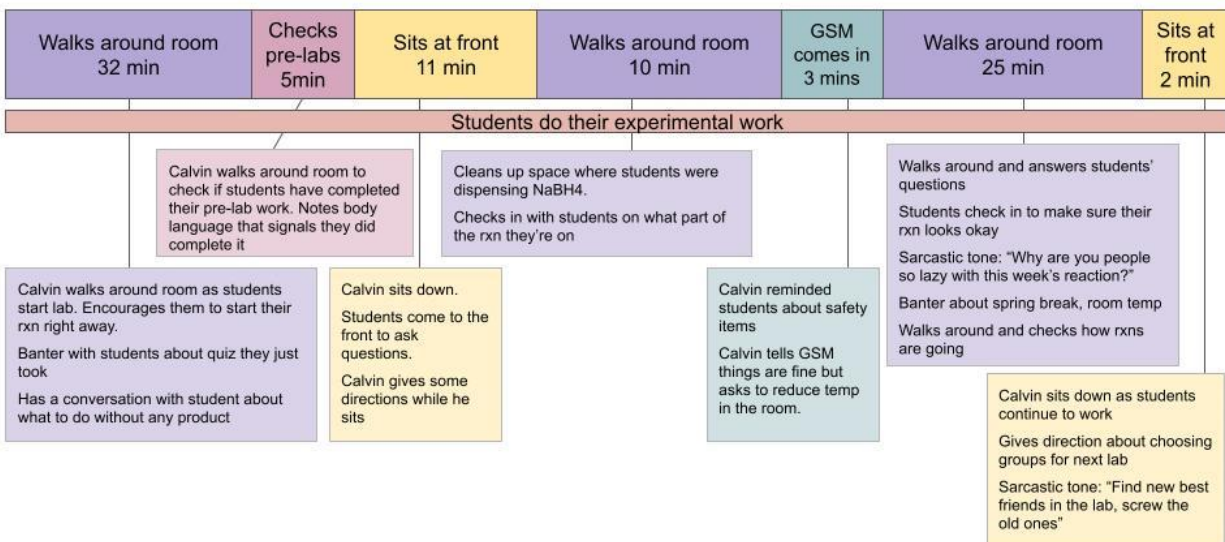 Walks around room
32 min
Checks
pre-labs
5min
Sits at front
11 min
Walks around room
10 min
GSM
comes in
3 mins
Walks around room
25 min
Sits at
front
2 min
Students do their experimental work
Calvin walks around room to
check if students have completed
their pre-lab work. Notes body
language that signals they did
complete it
Cleans up space where students were
dispensing NaBH4.
Checks in with students on what part of
the rxn they're on
Walks around and answers students'
questions
Students check in to make sure their
rxn looks okay
Sarcastic tone: “Why are you people
so lazy with this week's reaction?”
Banter about spring break, room temp
Walks around and checks how rxns
are going
Calvin walks around room as students
start lab. Encourages them to start their
rxn right away.
Banter with students about quiz they just
took
Has a conversation with student about
what to do without any product
Calvin sits down.
Students come to the
front to ask
questions.
Calvin gives some
directions while he
sits
Calvin reminded
students about safety
items
Calvin tells GSM
things are fine but
asks to reduce temp
in the room.
Calvin sits down as students
continue to work
Gives direction about choosing
groups for next lab
Sarcastic tone: “Find new best
friends in the lab, screw the
old ones”